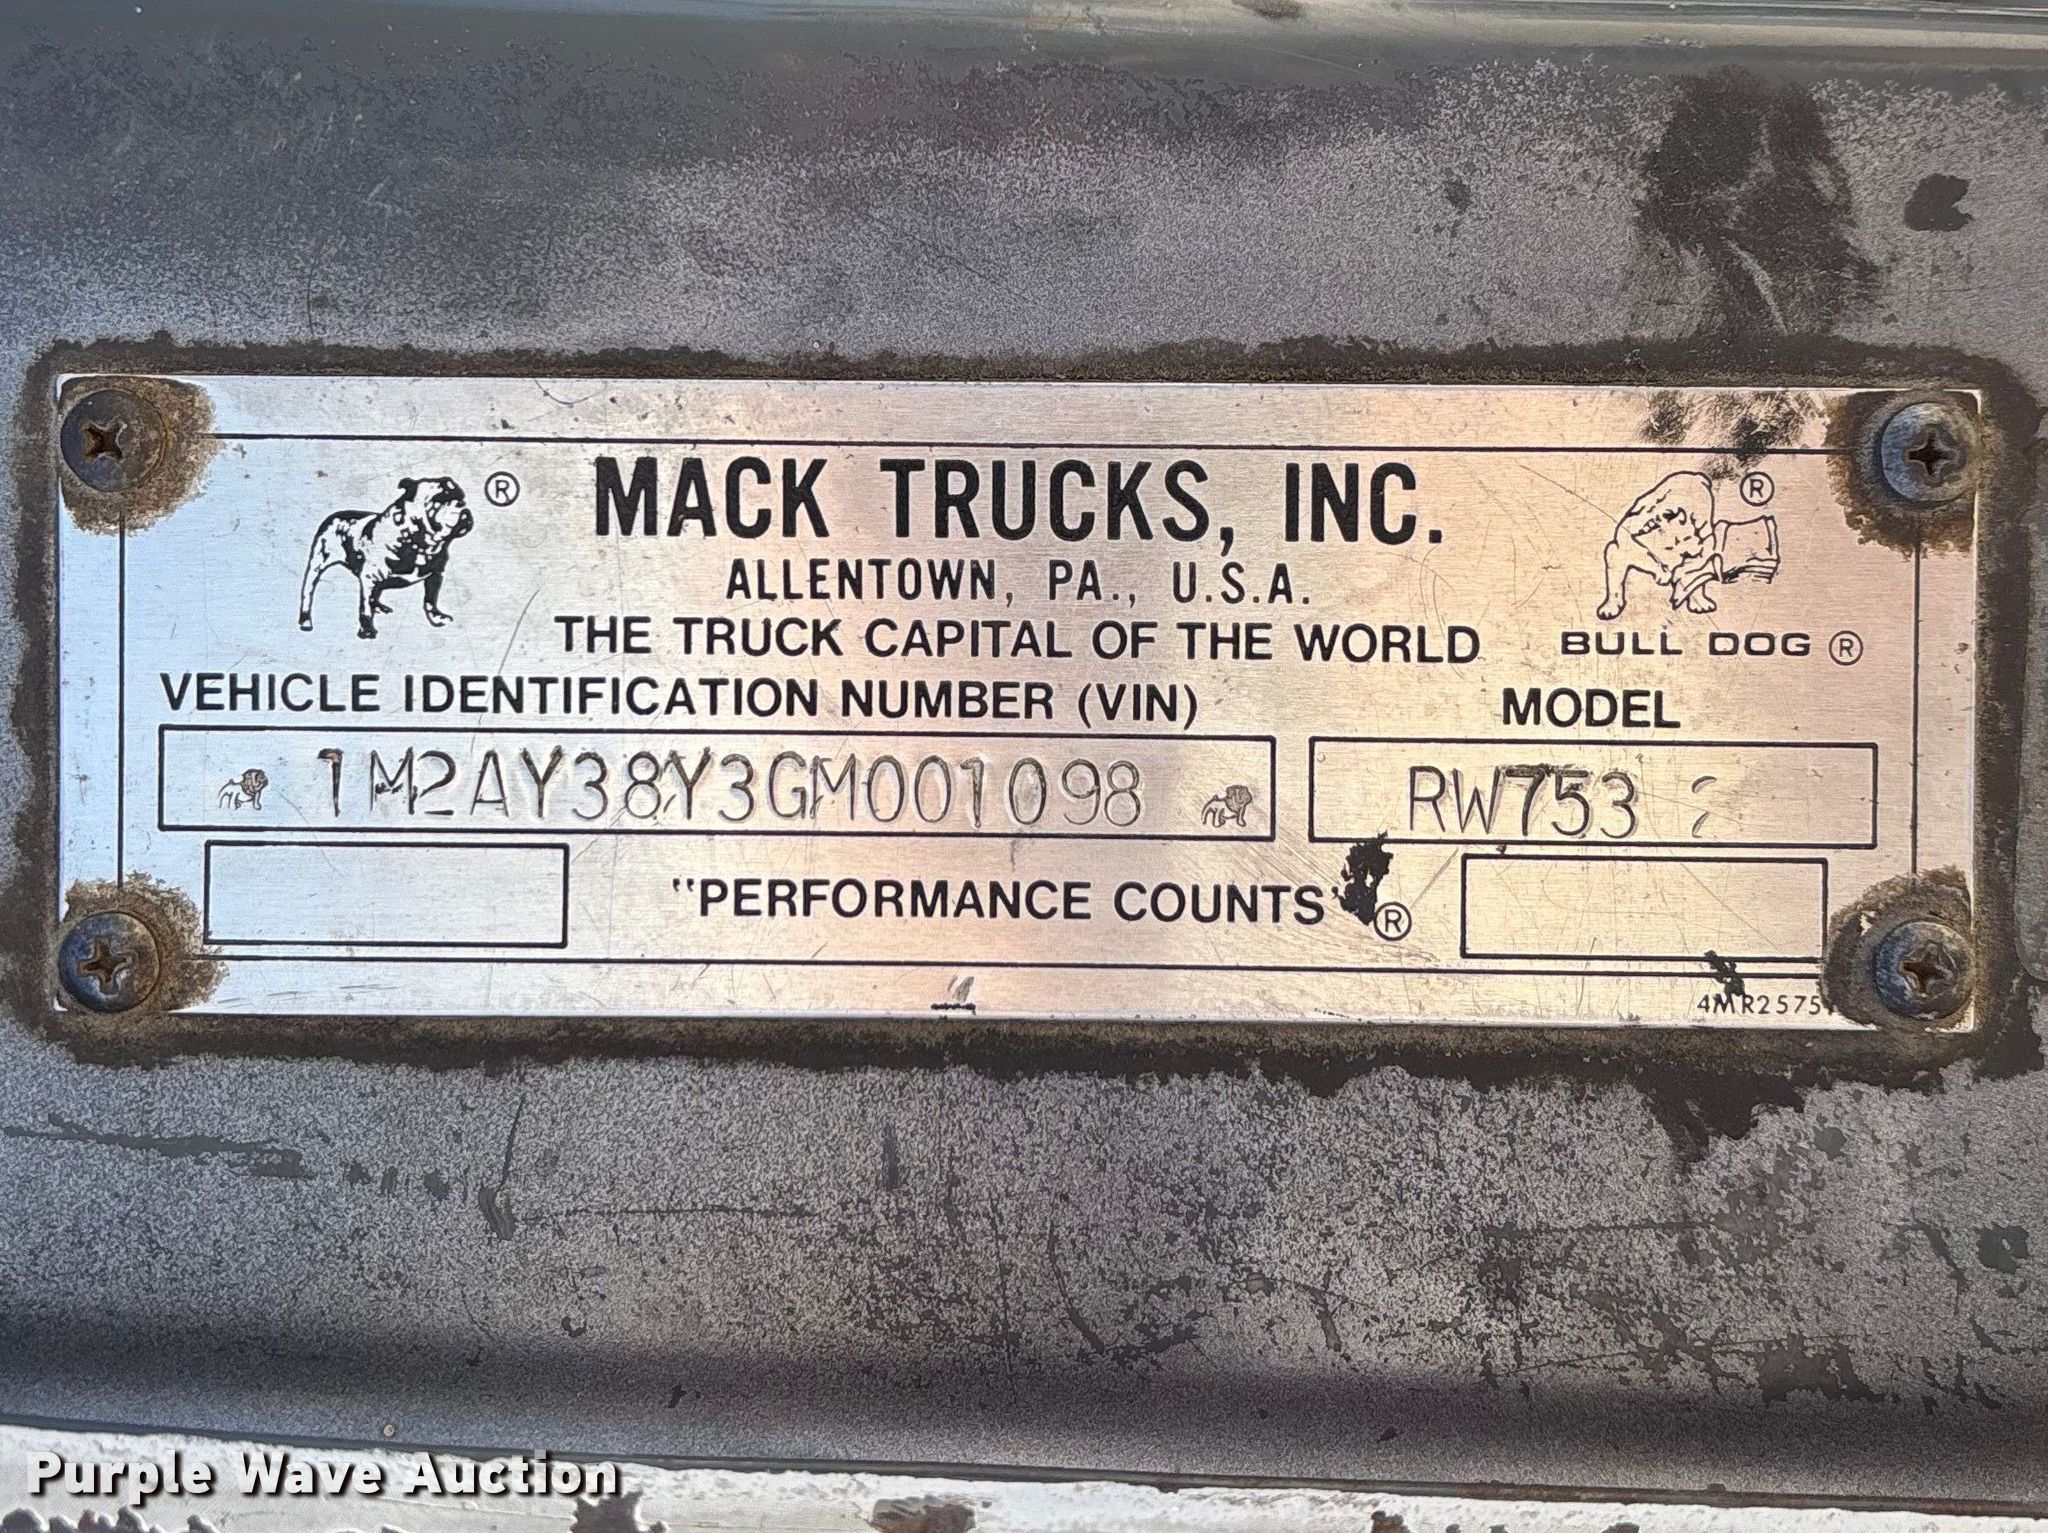 ® MACK TRUCKS, INC. ®
ALLENTOWN, PA., U.S.A.
THE TRUCK CAPITAL OF THE WORLD
BULL DOG ®
VEHICLE IDENTIFICATION NUMBER (VIN)
MODEL
1M2AY38Y3GM001098
RW753
"PERFORMANCE COUNTS" ®
Purple Wave Auction